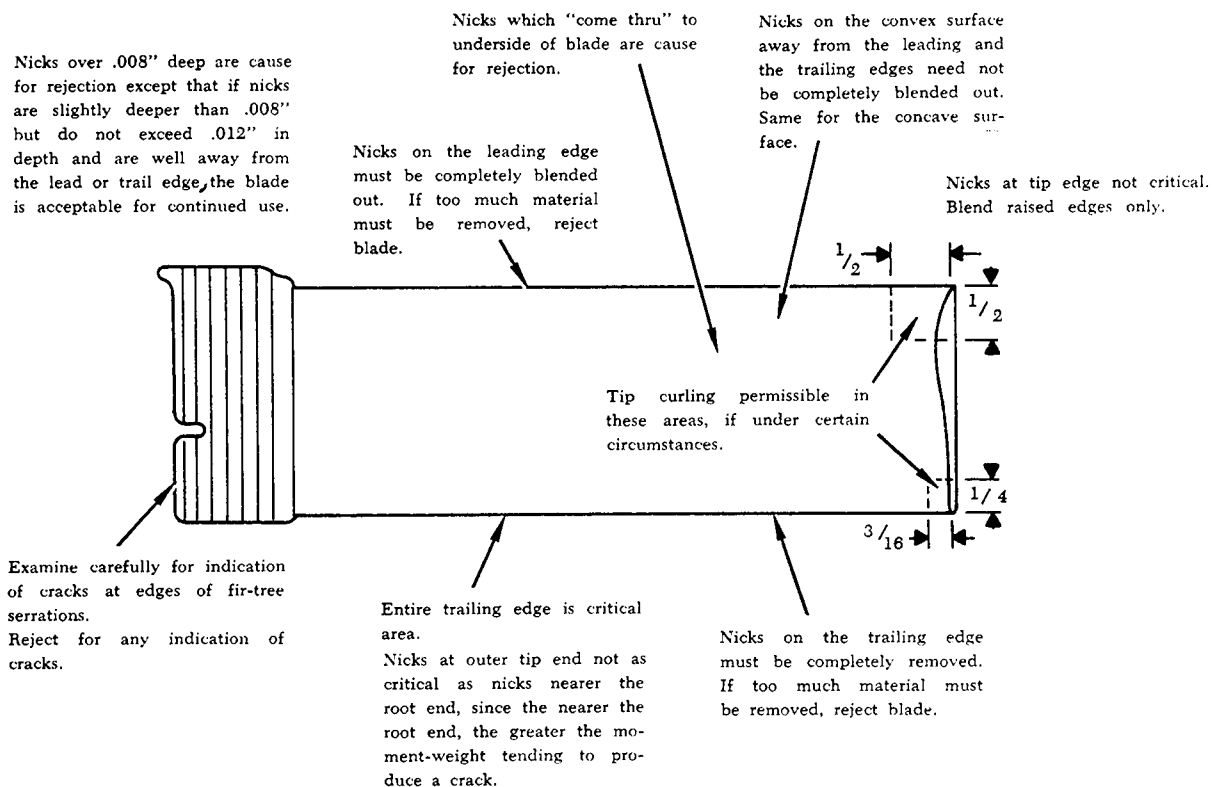 Nicks over .008” deep are cause
for rejection except that if nicks
are slightly deeper than .008”
but do not exceed .012” in
depth and are well away from
the lead or trail edge, the blade
is acceptable for continued use.
Nicks which “come thru” to
underside of blade are cause
for rejection.
Nicks on the convex surface
away from the leading and
the trailing edges need not
be completely blended out.
Same for the concave sur-
face.
Nicks on the leading edge
must be completely blended
out. If too much material
must be removed, reject
blade.
Nicks at tip edge not critical.
Blend raised edges only.
1/2
1/2
Tip curling permissible in
these areas, if under certain
circumstances.
1/4
3/16
Examine carefully for indication
of cracks at edges of fir-tree
serrations.
Reject for any indication of
cracks.
Entire trailing edge is critical
area.
Nicks at outer tip end not as
critical as nicks nearer the
root end, since the nearer the
root end, the greater the mo-
ment-weight tending to pro-
duce a crack.
Nicks on the trailing edge
must be completely removed.
If too much material must
be removed, reject blade.